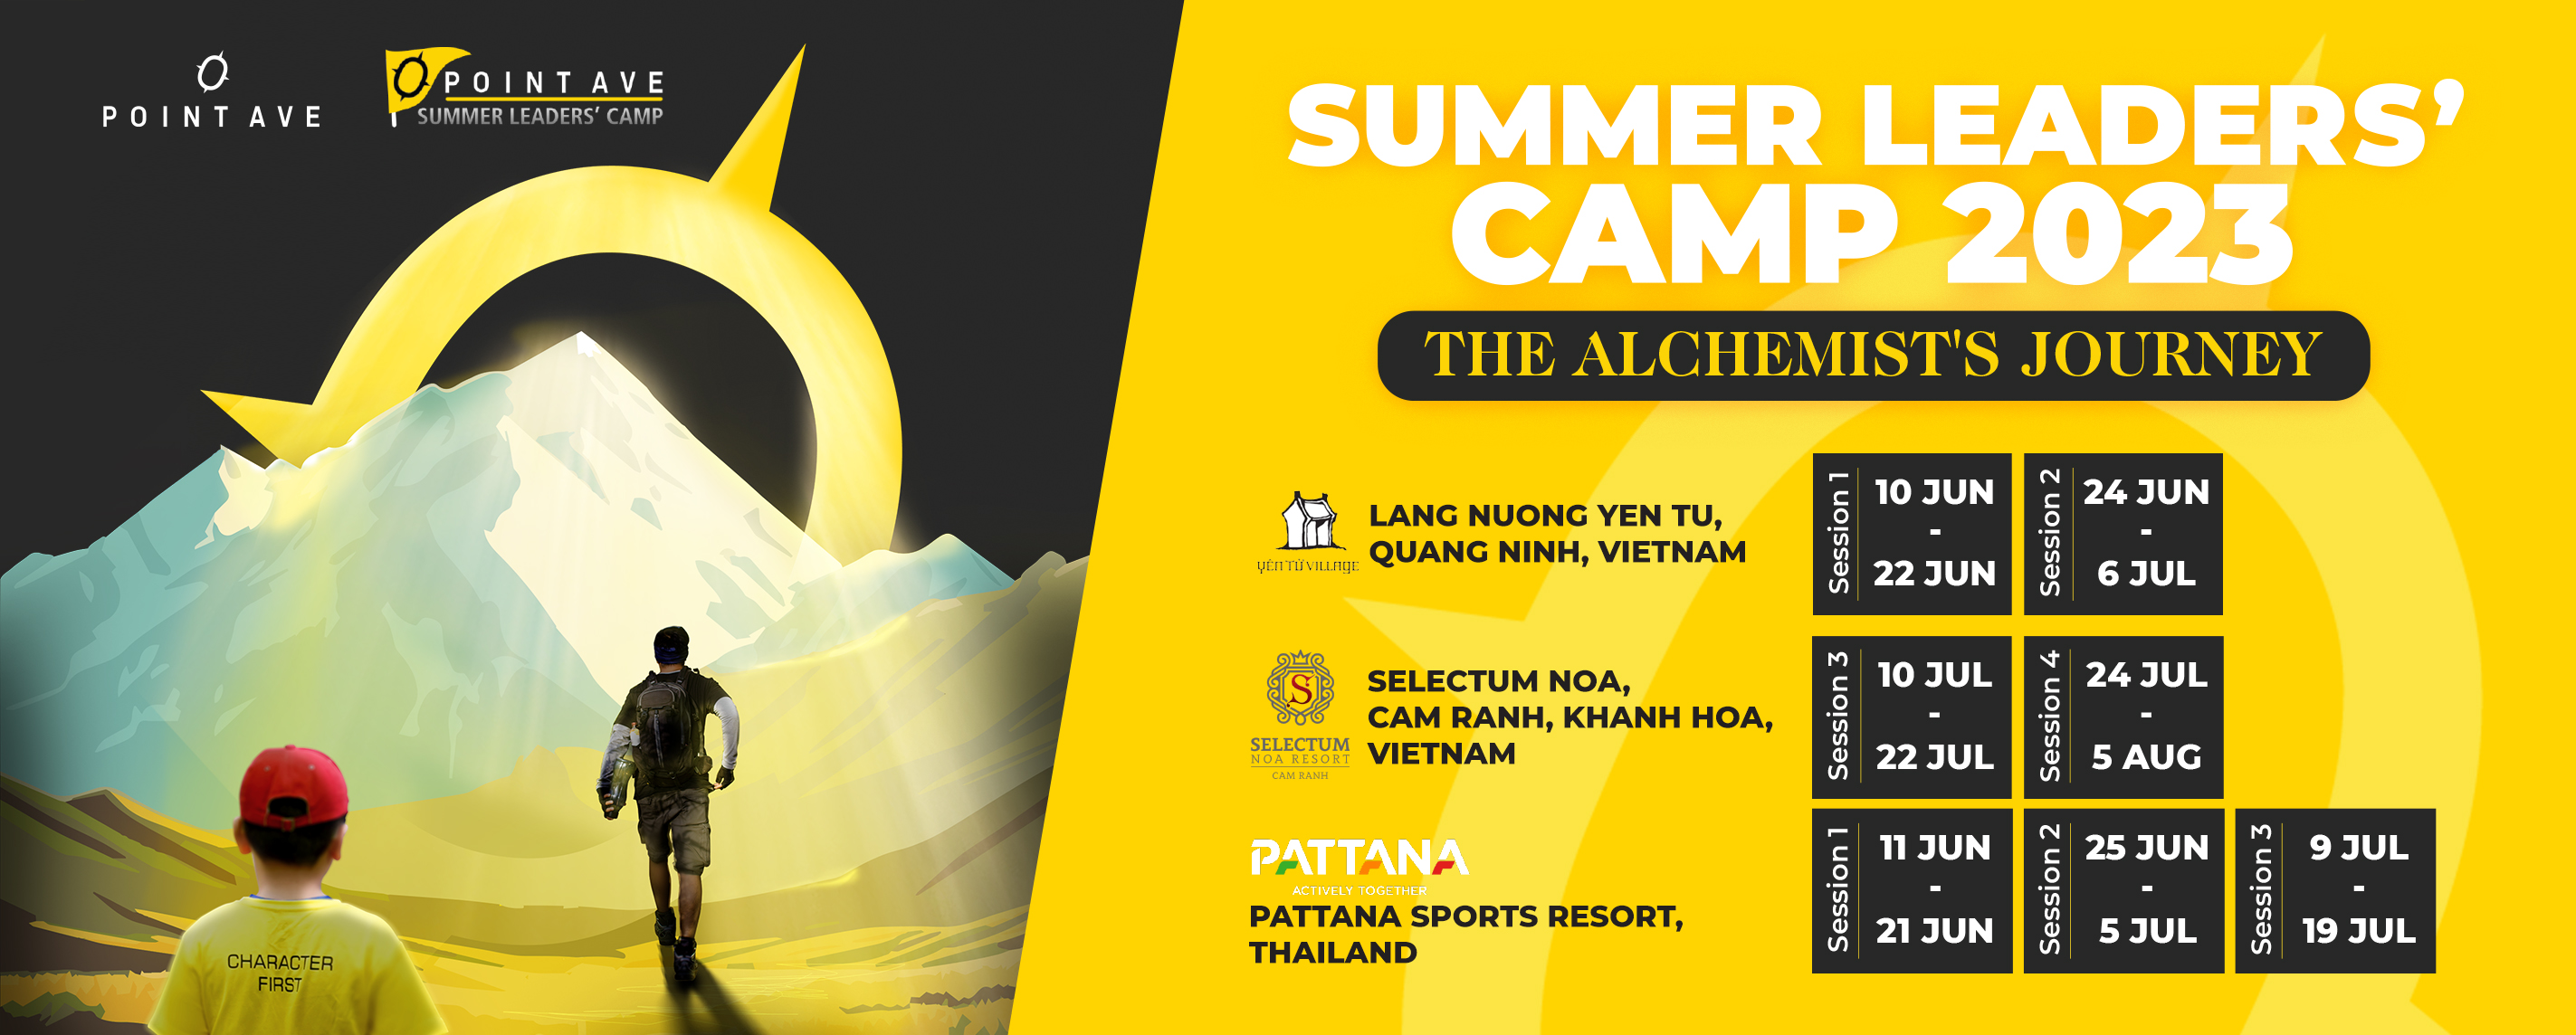 POINT AVE
POINT AVE
SUMMER LEADERS’ CAMP
CHARACTER
FIRST
SUMMER LEADERS’
CAMP 2023
THE ALCHEMIST'S JOURNEY
YÊN TỬ VILLAGE
LANG NUONG YEN TU,
QUANG NINH, VIETNAM
Session 1
10 JUN
-
22 JUN
Session 2
24 JUN
-
6 JUL
S
SELECTUM
NOA RESORT
CAM RANH
SELECTUM NOA,
CAM RANH, KHANH HOA,
VIETNAM
Session 3
10 JUL
-
22 JUL
Session 4
24 JUL
-
5 AUG
PATTANA
ACTIVELY TOGETHER
PATTANA SPORTS RESORT,
THAILAND
Session 1
11 JUN
-
21 JUN
Session 2
25 JUN
-
5 JUL
Session 3
9 JUL
-
19 JUL